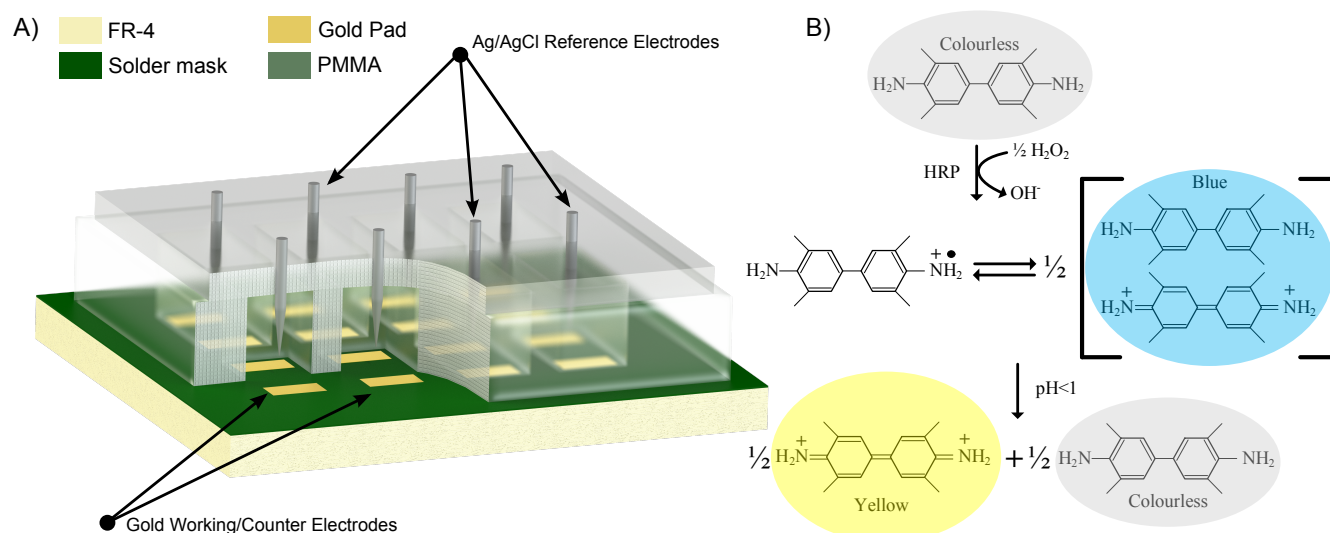 A)
FR-4
Gold Pad
Solder mask
PMMA
Ag/AgCl Reference Electrodes
Gold Working/Counter Electrodes
B)
Colourless
H₂N
NH₂
½ H₂O₂
HRP
OH⁻
Blue
H₂N
NH₂
H₂N
+ •
NH₂
½
+
H₂N
+
NH₂
pH<1
½
+
H₂N
+
NH₂
Yellow
+ ½
H₂N
NH₂
Colourless